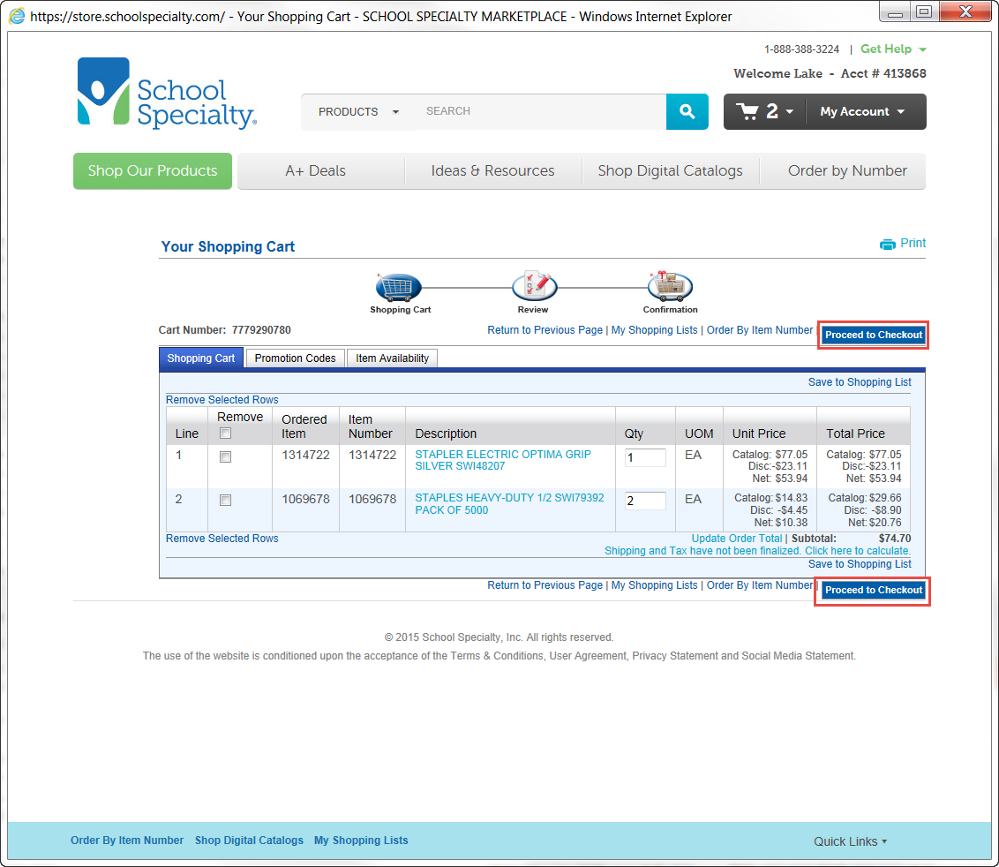 https://store.schoolspecialty.com/ - Your Shopping Cart - SCHOOL SPECIALTY MARKETPLACE - Windows Internet Explorer
1-888-388-3224 | Get Help
Welcome Lake - Acct # 413868
School
Specialty.
PRODUCTS SEARCH 2 My Account
Shop Our Products A+ Deals Ideas & Resources Shop Digital Catalogs Order by Number
Your Shopping Cart Print
Shopping Cart Review Confirmation
Cart Number: 7779290780 Return to Previous Page | My Shopping Lists | Order By Item Number | Proceed to Checkout
Shopping Cart Promotion Codes Item Availability
Save to Shopping List
Remove Selected Rows
Line Remove Ordered Item Item Number Description Qty UOM Unit Price Total Price
1 1314722 1314722 STAPLER ELECTRIC OPTIMA GRIP 1 EA Catalog: $77.05 Catalog: $77.05
SILVER SWI48207 Disc:-$23.11 Disc:-$23.11
Net: $53.94 Net: $53.94
2 1069678 1069678 STAPLES HEAVY-DUTY 1/2 SWI79392 2 EA Catalog: $14.83 Catalog: $29.66
PACK OF 5000 Disc: -$4.45 Disc: -$8.90
Net: $10.38 Net: $20.76
Remove Selected Rows Update Order Total | Subtotal: $74.70
Shipping and Tax have not been finalized. Click here to calculate.
Save to Shopping List
Return to Previous Page | My Shopping Lists | Order By Item Number | Proceed to Checkout
© 2015 School Specialty, Inc. All rights reserved.
The use of the website is conditioned upon the acceptance of the Terms & Conditions, User Agreement, Privacy Statement and Social Media Statement.
Order By Item Number Shop Digital Catalogs My Shopping Lists Quick Links